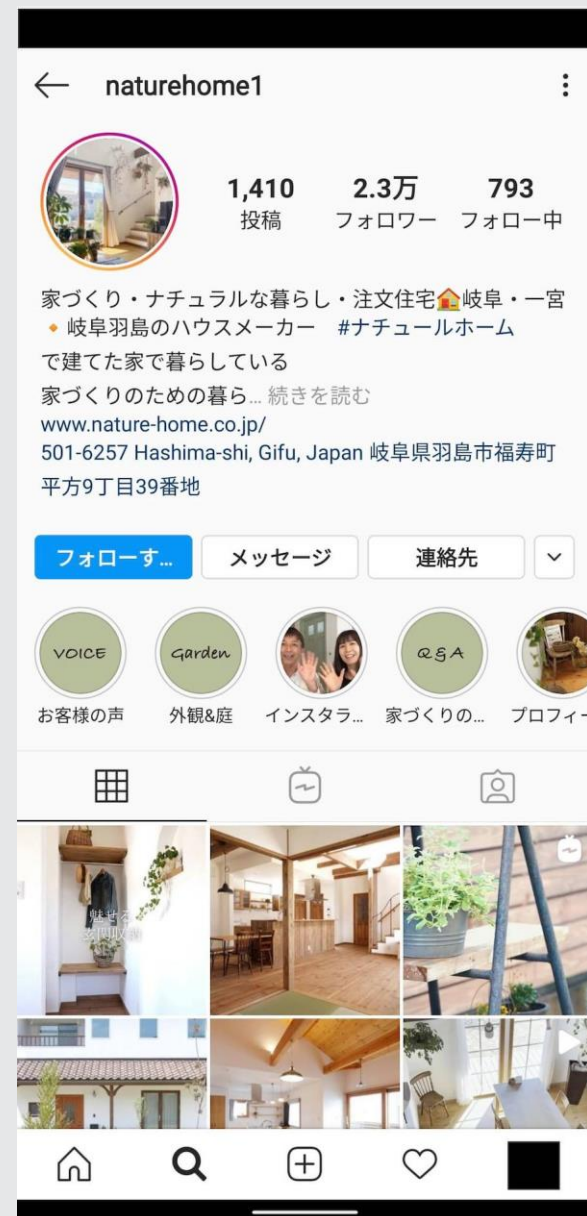 naturehome1
1,410 2.3万 793
投稿 フォロワー フォロー中
家づくり・ナチュラルな暮らし・注文住宅🏠岐阜・一宮
🔸岐阜羽島のハウスメーカー #ナチュールホーム
で建てた家で暮らしている
家づくりのための暮ら... 続きを読む
www.nature-home.co.jp/
501-6257 Hashima-shi, Gifu, Japan 岐阜県羽島市福寿町
平方9丁目39番地
フォローす... メッセージ 連絡先
VOICE Garden Q&A
お客様の声 外観&庭 インスタラ... 家づくりの... プロフィー
魅せる
玄関収納